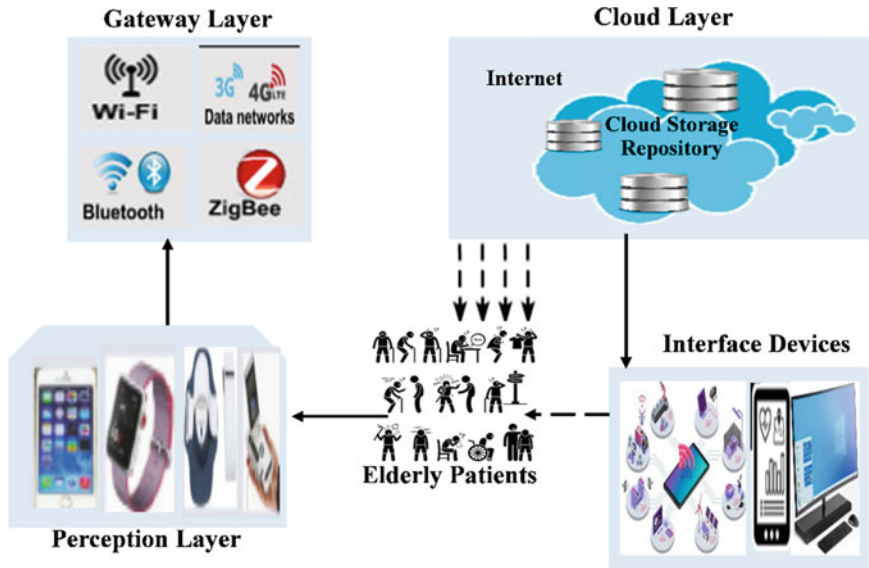 Gateway Layer
Wi-Fi
3G 4G LTE
Data networks
Bluetooth
ZigBee
Cloud Layer
Internet
Cloud Storage
Repository
Elderly Patients
Interface Devices
Perception Layer